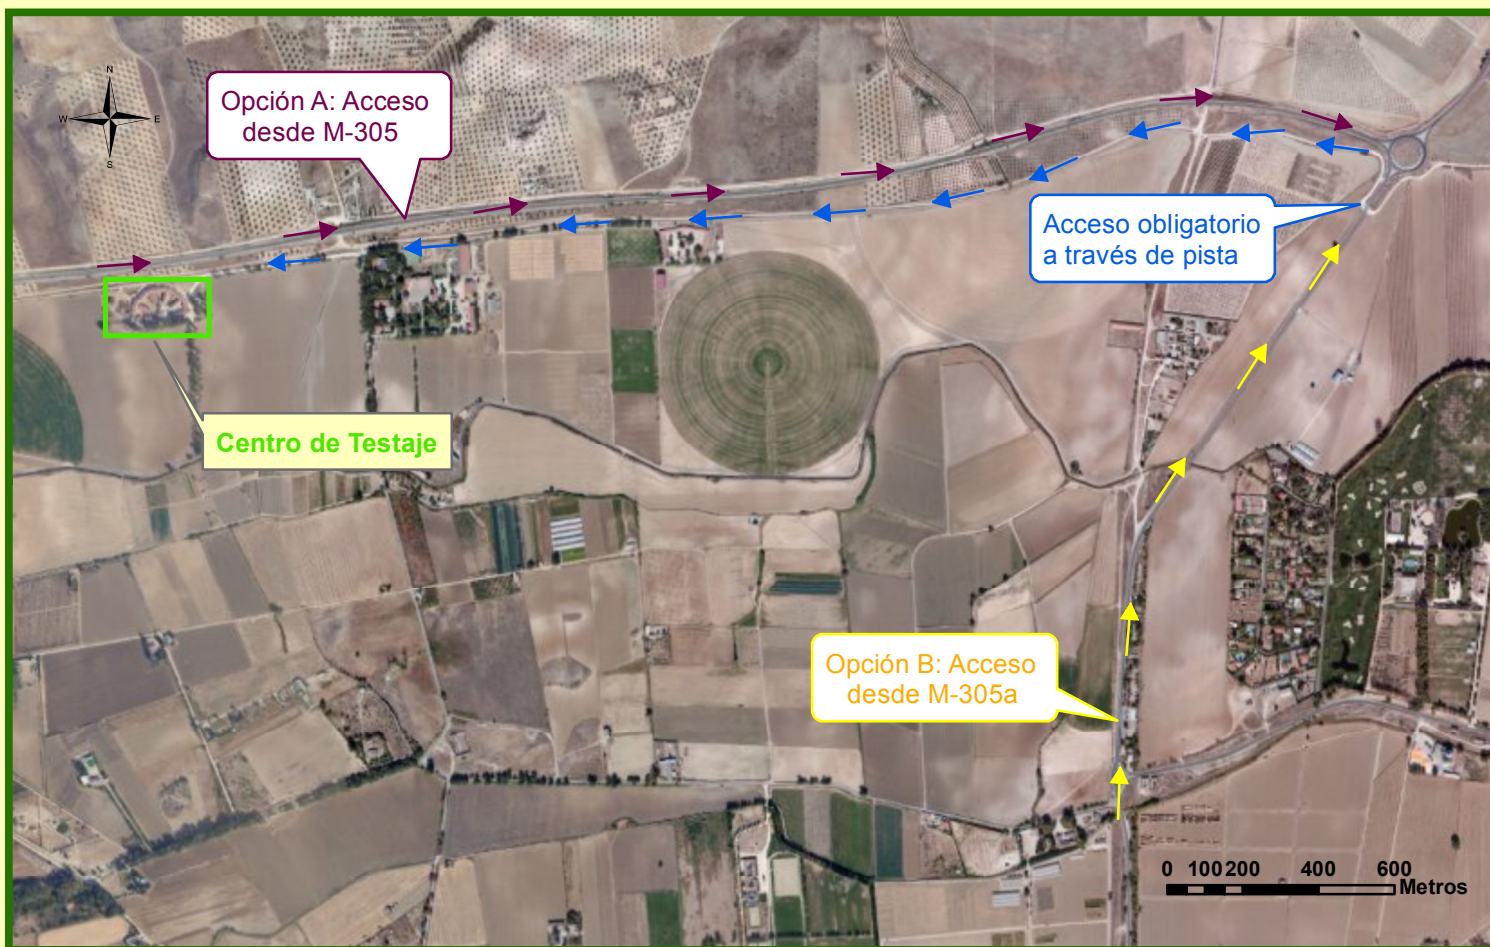 N
W
E
S
Opción A: Acceso
desde M-305
Acceso obligatorio
a través de pista
Centro de Testaje
Opción B: Acceso
desde M-305a
0 100 200 400 600
Metros